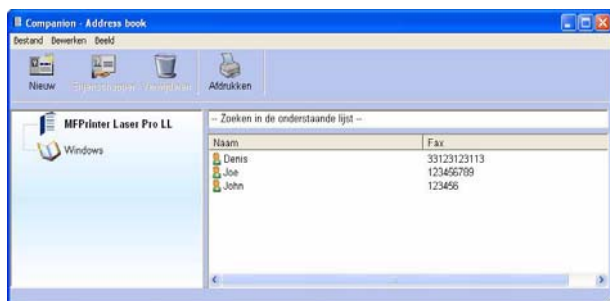 Companion - Address book
Bestand Bewerken Beeld
Nieuw Eigenschappen Verwijderen Afdrukken
MFPrinter Laser Pro LL
Windows
-- Zoeken in de onderstaande lijst --
Naam Fax
Denis 33123123113
Joe 123456789
John 123456